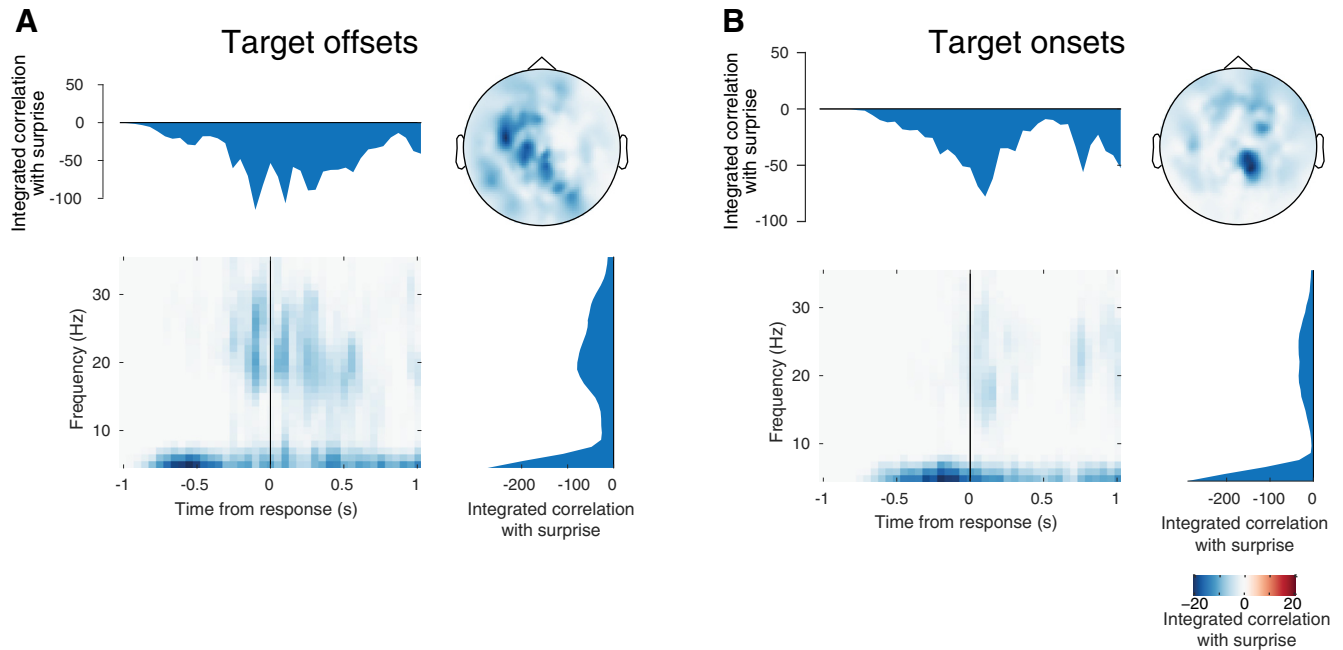 A
Target offsets
Integrated correlation
with surprise
50
0
-50
-100
Frequency (Hz)
30
20
10
-1
-0.5
0
0.5
1
Time from response (s)
-200
-100
0
Integrated correlation
with surprise
B
Target onsets
Integrated correlation
with surprise
50
0
-50
-100
Frequency (Hz)
30
20
10
-1
-0.5
0
0.5
1
Time from response (s)
-200
-100
0
Integrated correlation
with surprise
−20
0
20
Integrated correlation
with surprise